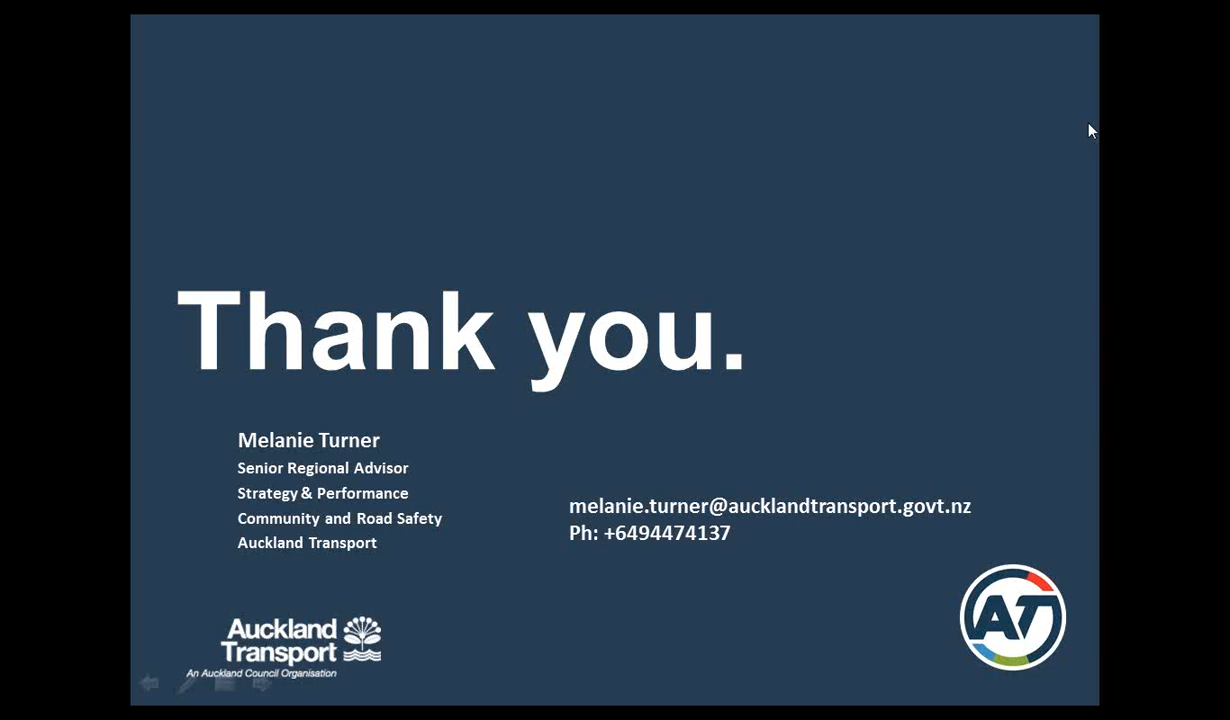 Thank you.
Melanie Turner
Senior Regional Advisor
Strategy & Performance
Community and Road Safety
Auckland Transport
melanie.turner@aucklandtransport.govt.nz
Ph: +6494474137
Auckland
Transport
An Auckland Council Organisation
AT